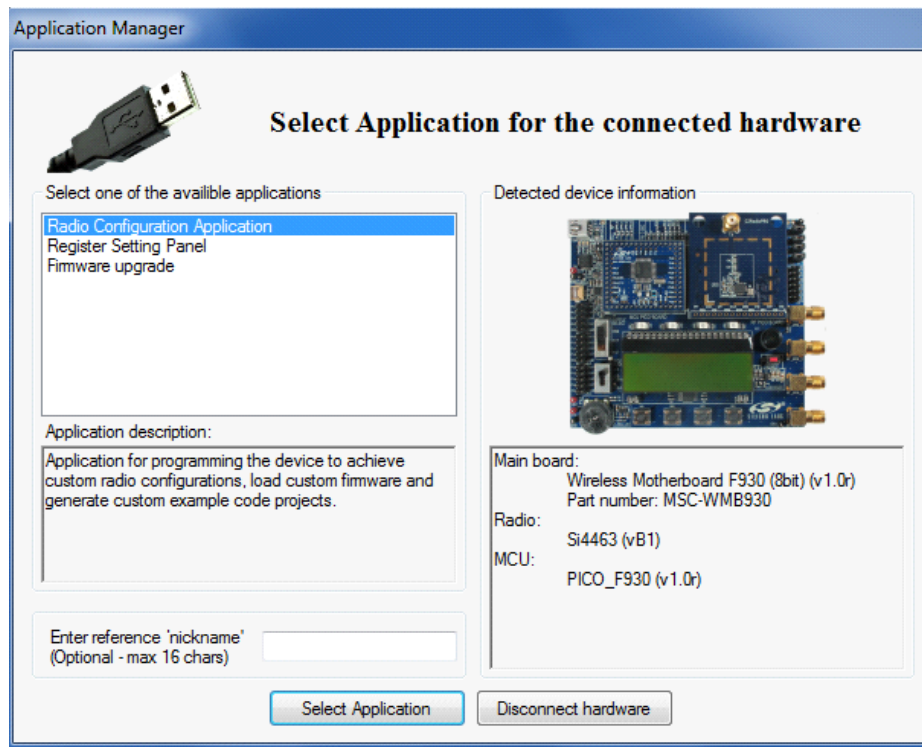 Application Manager
Select Application for the connected hardware
Select one of the availible applications
Radio Configuration Application
Register Setting Panel
Firmware upgrade
Application description:
Application for programming the device to achieve
custom radio configurations, load custom firmware and
generate custom example code projects.
Enter reference 'nickname'
(Optional - max 16 chars)
Detected device information
Main board:
Wireless Motherboard F930 (8bit) (v1.0r)
Part number: MSC-WMB930
Radio:
Si4463 (vB1)
MCU:
PICO_F930 (v1.0r)
Select Application
Disconnect hardware